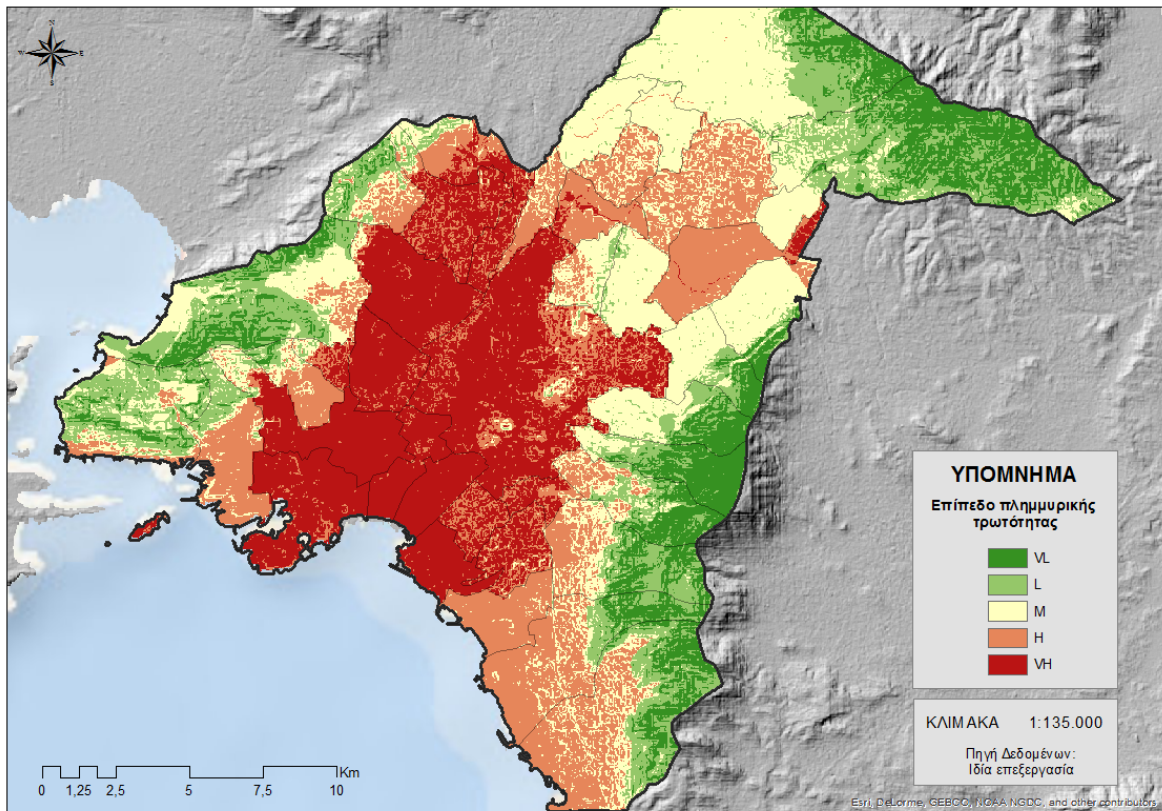 N
W E
S
ΥΠΟΜΝΗΜΑ
Επίπεδο πλημμυρικής
τρωτότητας
VL
L
M
H
VH
ΚΛΙΜΑΚΑ 1:135.000
Πηγή Δεδομένων:
Ιδία επεξεργασία
Km
0 1,25 2,5 5 7,5 10
Esri, DeLorme, GEBCO, NOAA NGDC, and other contributors